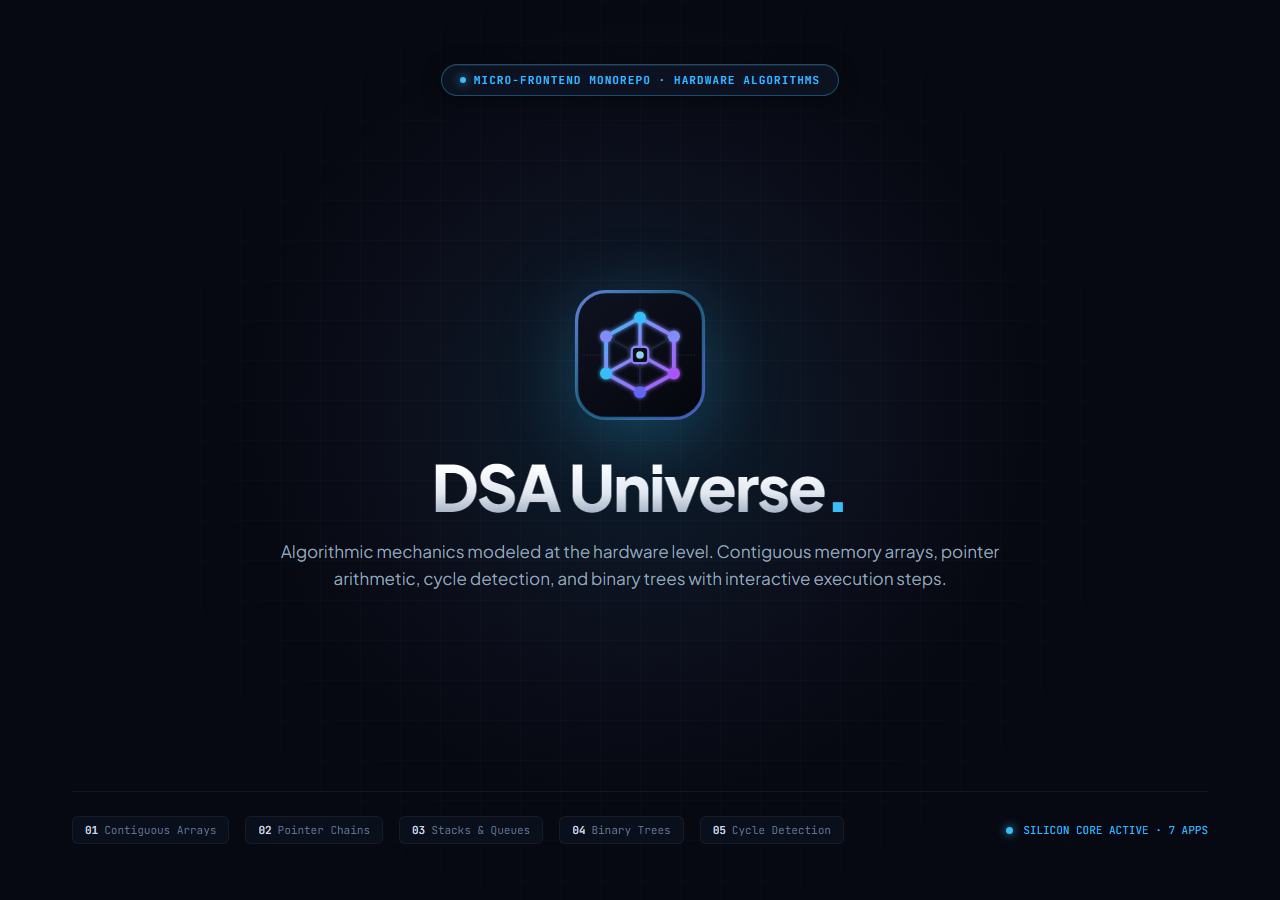 MICRO-FRONTEND MONOREPO · HARDWARE ALGORITHMS
DSA Universe.
Algorithmic mechanics modeled at the hardware level. Contiguous memory arrays, pointer
arithmetic, cycle detection, and binary trees with interactive execution steps.
01 Contiguous Arrays 02 Pointer Chains 03 Stacks & Queues 04 Binary Trees 05 Cycle Detection SILICON CORE ACTIVE · 7 APPS